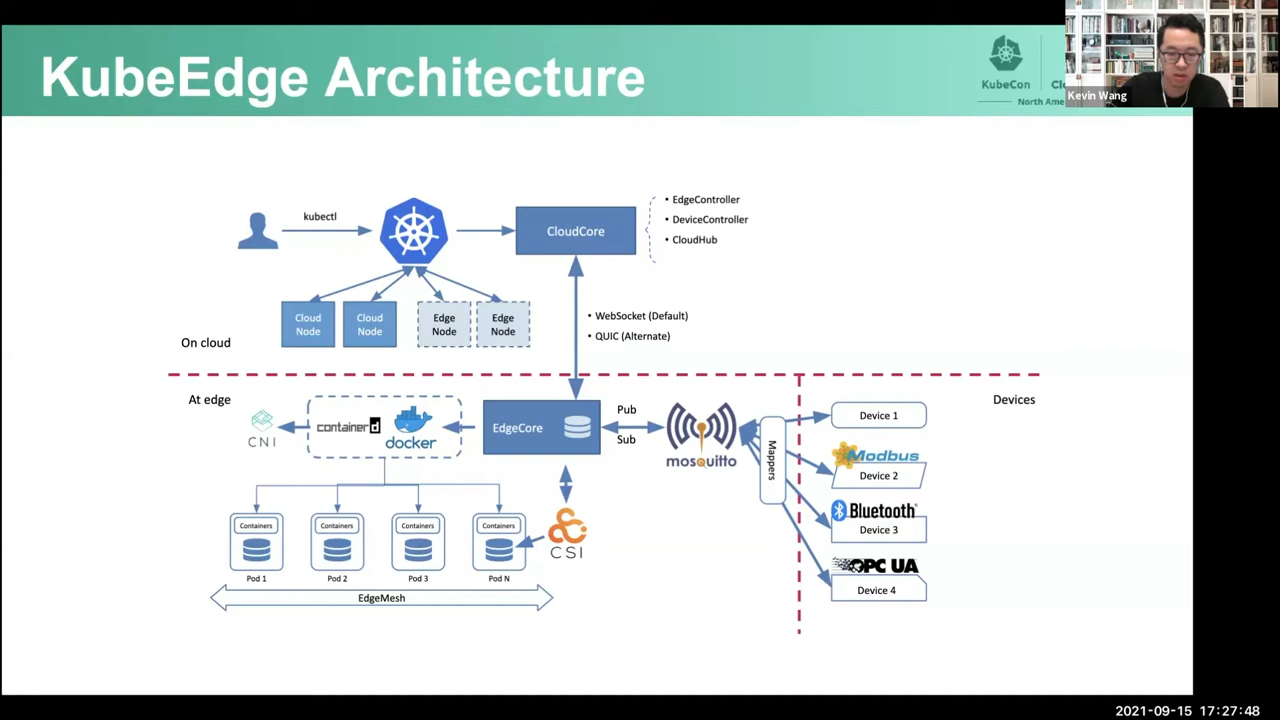 KubeEdge Architecture
KubeCon
North Ame
Kevin Wang
kubectl
CloudCore
• EdgeController
• DeviceController
• CloudHub
Cloud
Node
Cloud
Node
Edge
Node
Edge
Node
• WebSocket (Default)
• QUIC (Alternate)
On cloud
At edge
Devices
CNI
containerd
docker
EdgeCore
Pub
Sub
mosquitto
Mappers
Device 1
Modbus
Device 2
Bluetooth
Device 3
OPC UA
Device 4
Containers
Containers
Containers
Containers
CSI
Pod 1
Pod 2
Pod 3
Pod N
EdgeMesh
2021-09-15 17:27:48